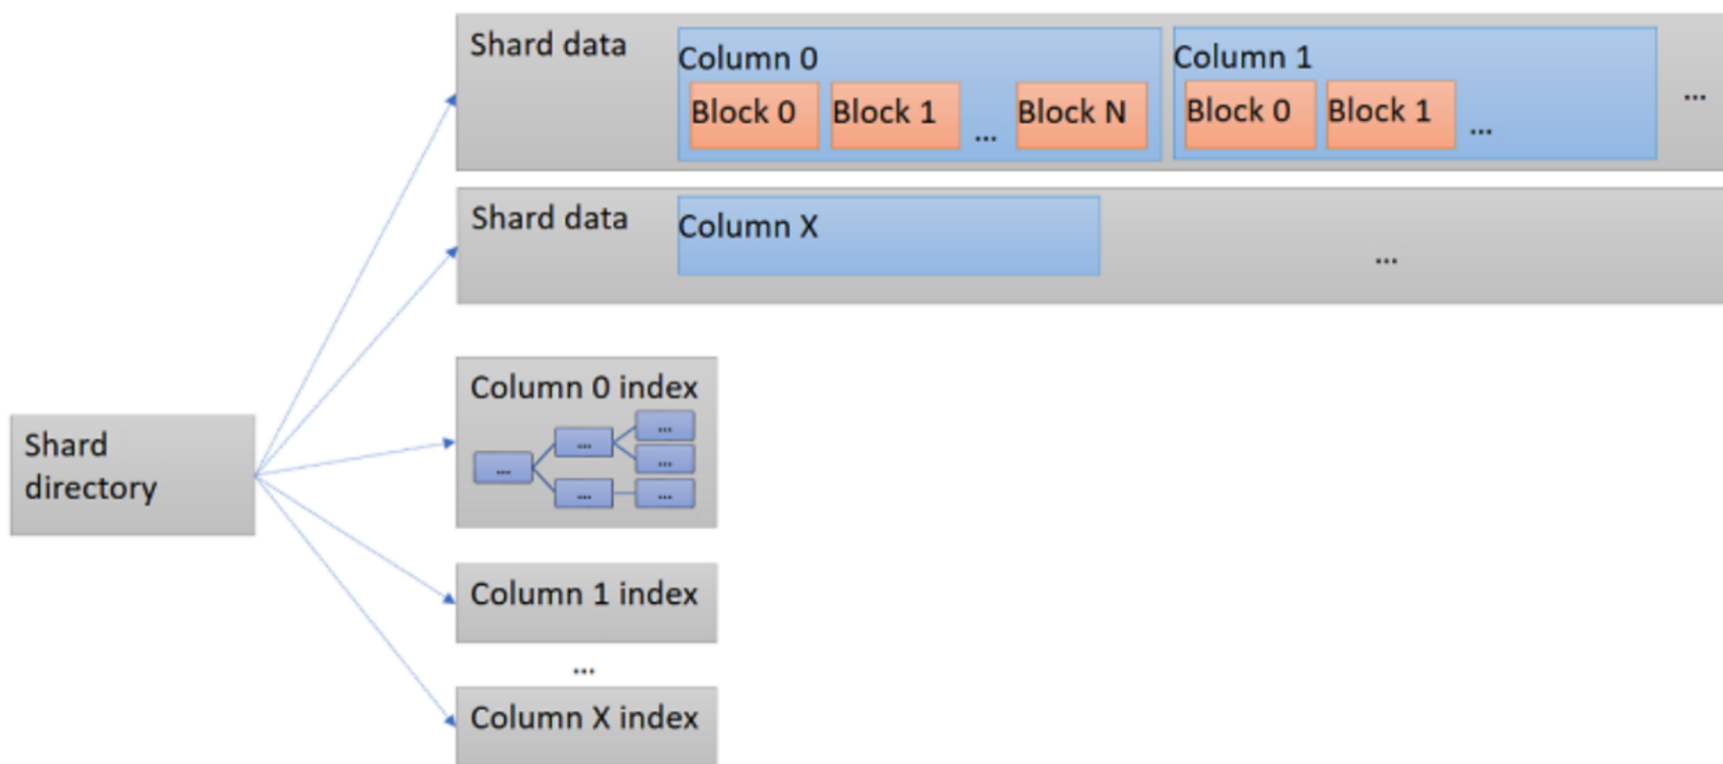 Shard data
Column 0
Block 0
Block 1
...
Block N
Column 1
Block 0
Block 1
...
...
Shard data
Column X
...
Shard
directory
Column 0 index
...
...
...
...
...
...
Column 1 index
...
Column X index